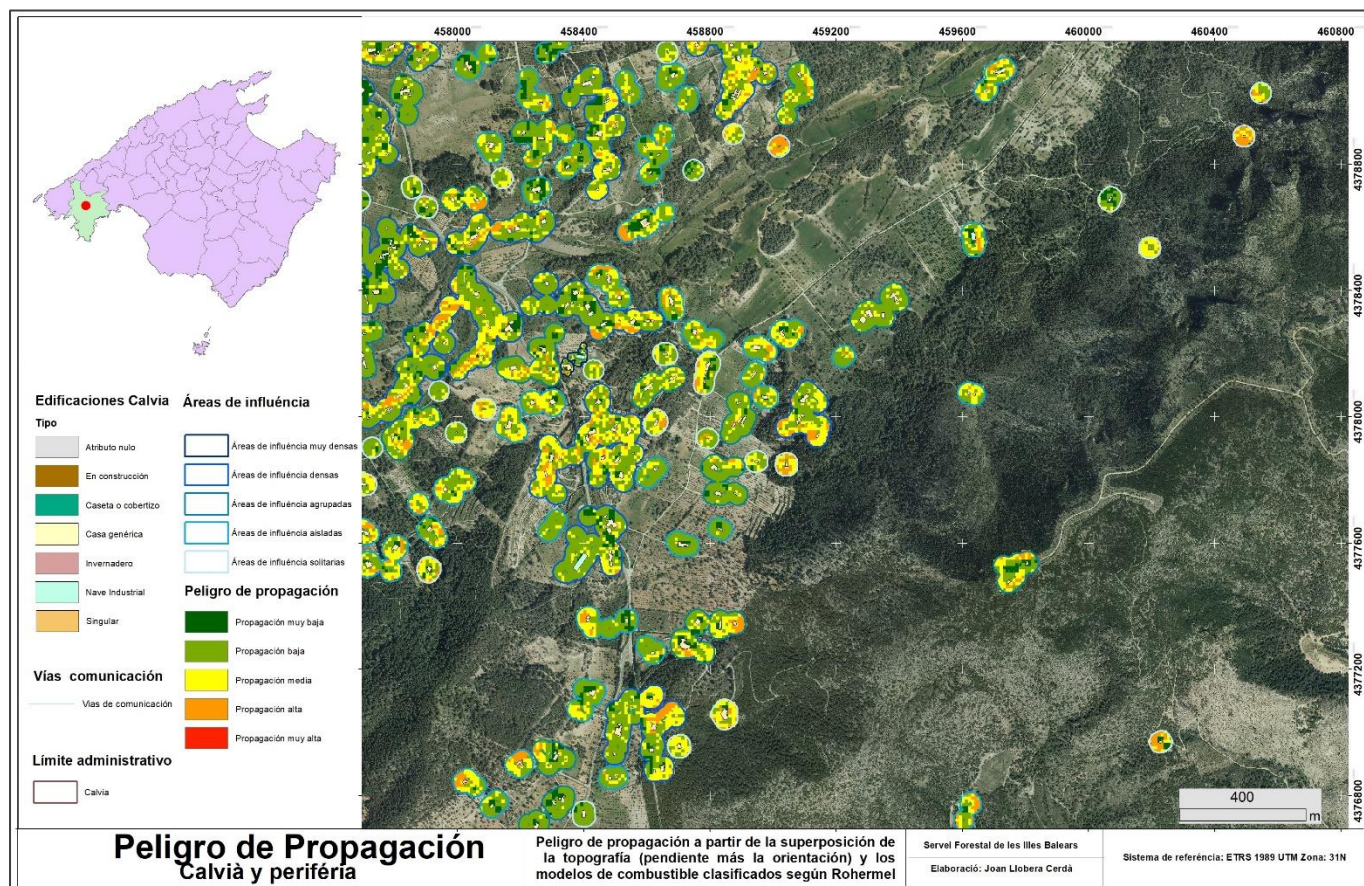 458000 458400 458800 459200 459600 460000 460400 460800
4378800
4378400
4378000
4377600
4377200
4376800
Edificaciones Calvia
Tipo
Atributo nulo
En construcción
Caseta o cobertizo
Casa genérica
Invernadero
Nave Industrial
Singular
Vías comunicación
Vias de comunicación
Límite administrativo
Calvia
Áreas de influéncia
Áreas de influéncia muy densas
Áreas de influéncia densas
Áreas de influéncia agrupadas
Áreas de influéncia aisladas
Áreas de influéncia solitarias
Peligro de propagación
Propagación muy baja
Propagación baja
Propagación media
Propagación alta
Propagación muy alta
400
m
Peligro de Propagación
Calvià y periféria
Peligro de propagación a partir de la superposición de
la topografía (pendiente más la orientación) y los
modelos de combustible clasificados según Rohermel
Servei Forestal de les Illes Balears
Elaboració: Joan Llobera Cerdà
Sistema de referéncia: ETRS 1989 UTM Zona: 31N